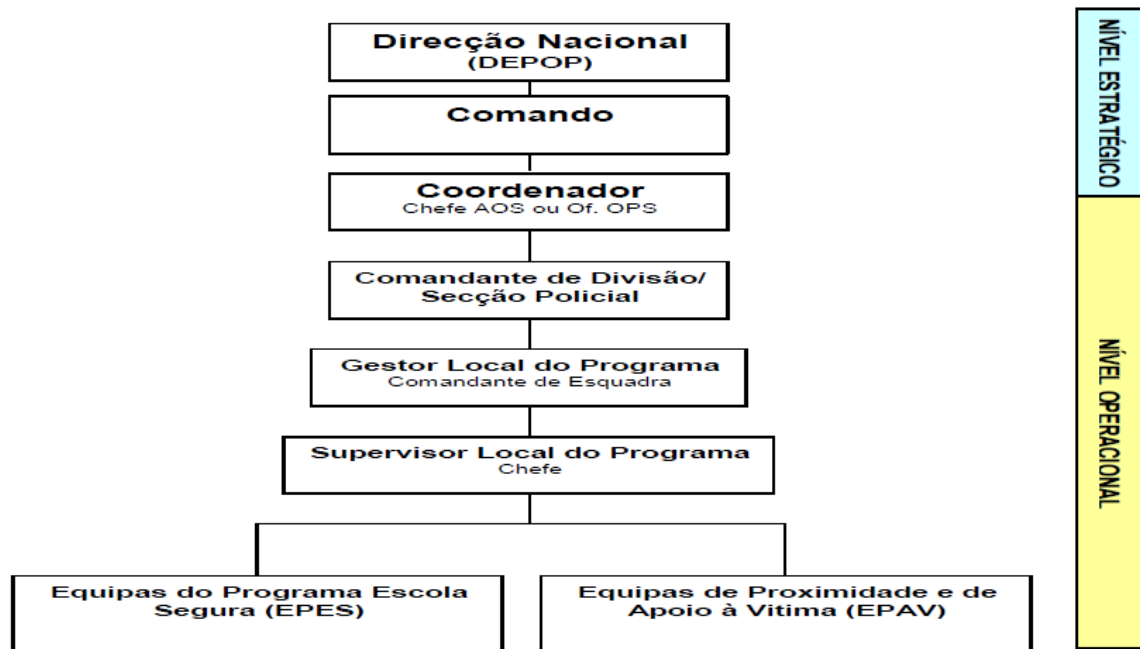 Direcção Nacional
(DEPOP)
Comando
Coordenador
Chefe AOS ou Of. OPS
Comandante de Divisão/
Secção Policial
Gestor Local do Programa
Comandante de Esquadra
Supervisor Local do Programa
Chefe
Equipas do Programa Escola
Segura (EPES)
Equipas de Proximidade e de
Apoio à Vitima (EPAV)
NÍVEL ESTRATÉGICO
NÍVEL OPERACIONAL